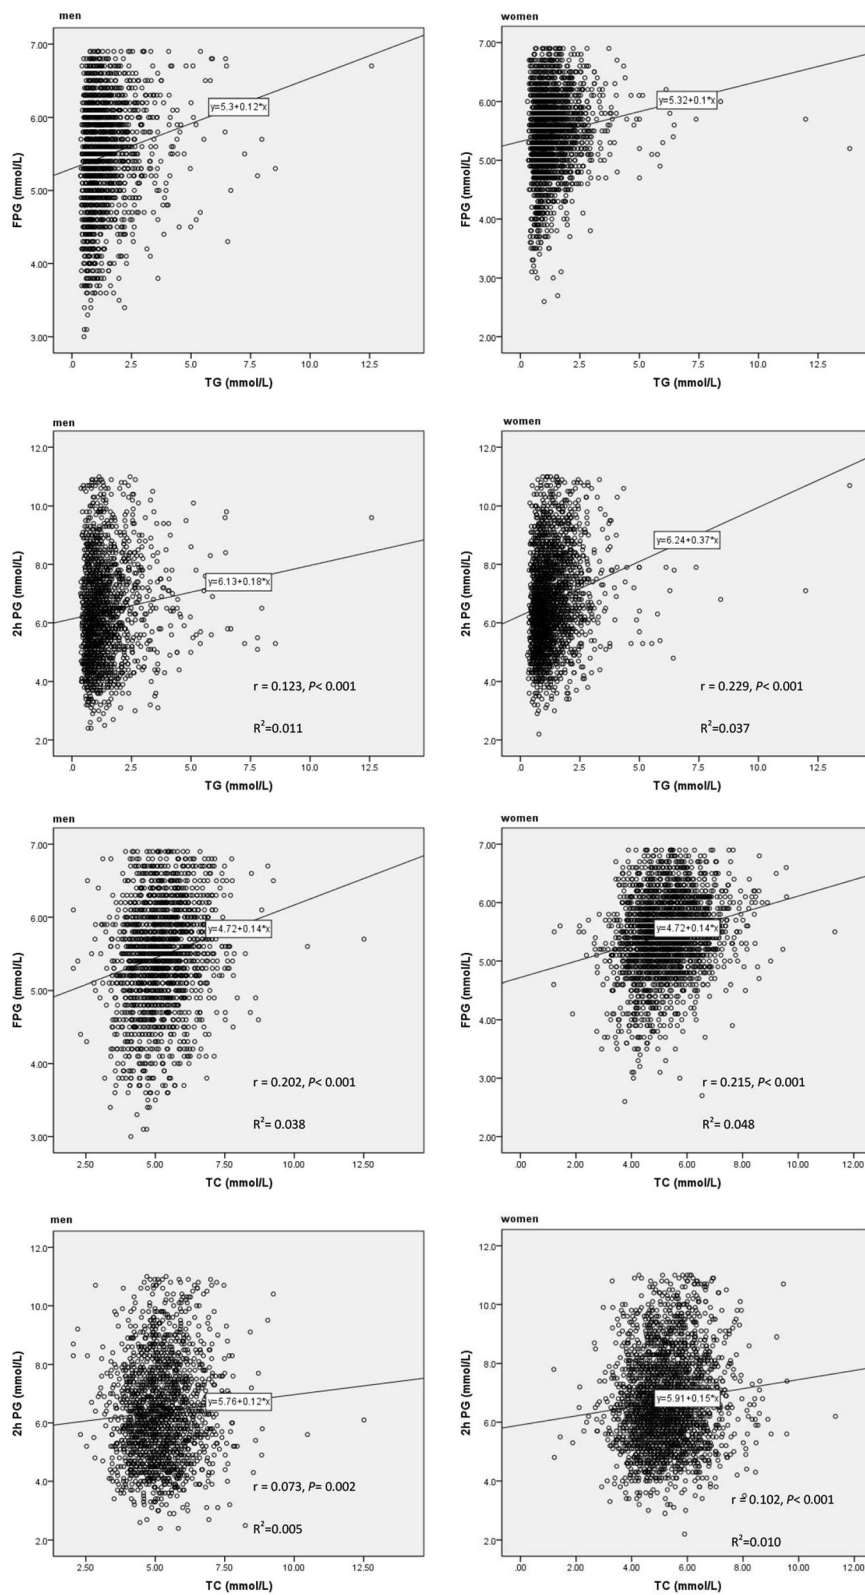 men
7.00
6.00
5.00
4.00
3.00
FPG (mmol/L)
y=5.3+0.12*x
.0 2.5 5.0 7.5 10.0 12.5
TG (mmol/L)
women
7.00
6.00
5.00
4.00
3.00
2.00
FPG (mmol/L)
y=5.32+0.1*x
.0 2.5 5.0 7.5 10.0 12.5
TG (mmol/L)
men
12.0
10.0
8.0
6.0
4.0
2.0
2h PG (mmol/L)
y=6.13+0.18*x
r = 0.123, P< 0.001
R²=0.011
.0 2.5 5.0 7.5 10.0 12.5
TG (mmol/L)
women
12.0
10.0
8.0
6.0
4.0
2.0
2h PG (mmol/L)
y=6.24+0.37*x
r = 0.229, P< 0.001
R²=0.037
.0 2.5 5.0 7.5 10.0 12.5
TG (mmol/L)
men
7.00
6.00
5.00
4.00
3.00
FPG (mmol/L)
y=4.72+0.14*x
r = 0.202, P< 0.001
R²= 0.038
2.50 5.00 7.50 10.00 12.50
TC (mmol/L)
women
7.00
6.00
5.00
4.00
3.00
2.00
FPG (mmol/L)
y=4.72+0.14*x
r = 0.215, P< 0.001
R²= 0.048
.00 2.00 4.00 6.00 8.00 10.00 12.00
TC (mmol/L)
men
12.0
10.0
8.0
6.0
4.0
2.0
2h PG (mmol/L)
y=5.76+0.12*x
r = 0.073, P= 0.002
R²=0.005
2.50 5.00 7.50 10.00 12.50
TC (mmol/L)
women
12.0
10.0
8.0
6.0
4.0
2.0
2h PG (mmol/L)
y=5.91+0.15*x
r = 0.102, P< 0.001
R²=0.010
.00 2.00 4.00 6.00 8.00 10.00 12.00
TC (mmol/L)